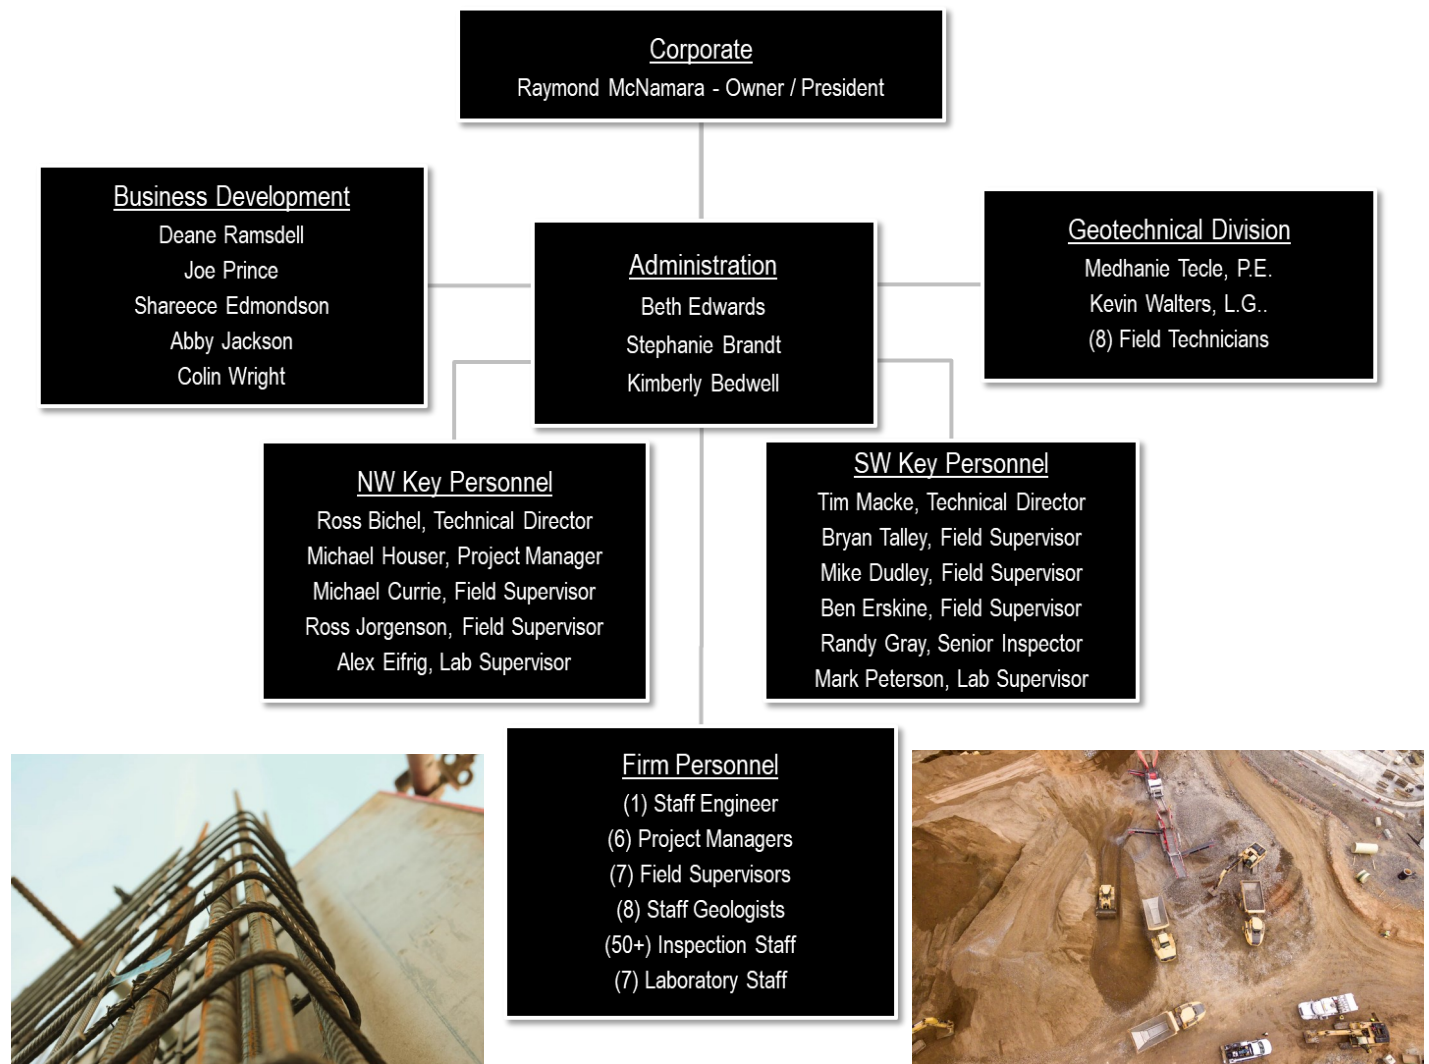 Corporate
Raymond McNamara - Owner / President
Business Development
Deane Ramsdell
Joe Prince
Shareece Edmondson
Abby Jackson
Colin Wright
Administration
Beth Edwards
Stephanie Brandt
Kimberly Bedwell
Geotechnical Division
Medhanie Tecle, P.E.
Kevin Walters, L.G..
(8) Field Technicians
NW Key Personnel
Ross Bichel, Technical Director
Michael Houser, Project Manager
Michael Currie, Field Supervisor
Ross Jorgenson, Field Supervisor
Alex Eifrig, Lab Supervisor
SW Key Personnel
Tim Macke, Technical Director
Bryan Talley, Field Supervisor
Mike Dudley, Field Supervisor
Ben Erskine, Field Supervisor
Randy Gray, Senior Inspector
Mark Peterson, Lab Supervisor
Firm Personnel
(1) Staff Engineer
(6) Project Managers
(7) Field Supervisors
(8) Staff Geologists
(50+) Inspection Staff
(7) Laboratory Staff